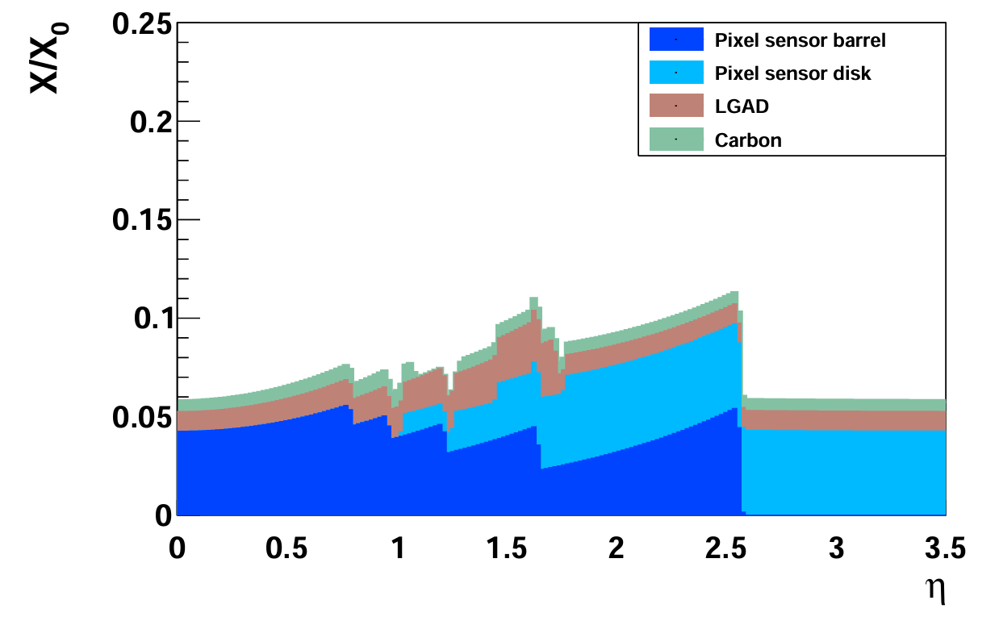 X/X0
0.25
0.2
0.15
0.1
0.05
0
0 0.5 1 1.5 2 2.5 3 3.5
η
Pixel sensor barrel
Pixel sensor disk
LGAD
Carbon